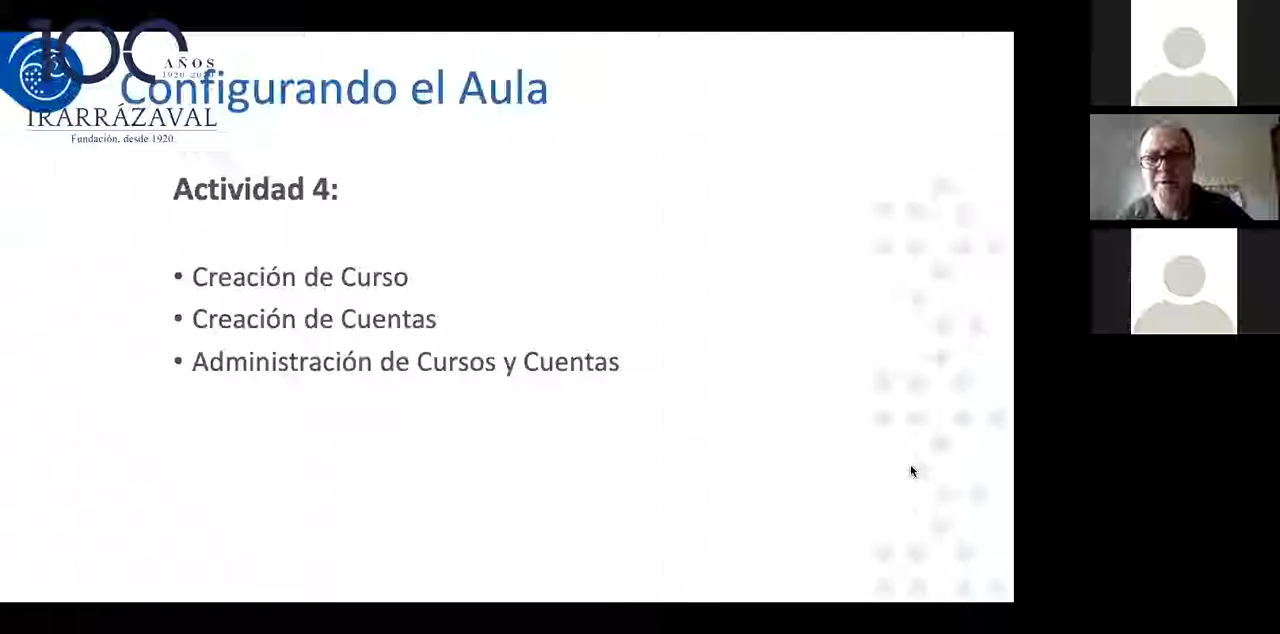 100
AÑOS
1920-2020
Configurando el Aula
IRARRÁZAVAL
Fundación, desde 1920.
Actividad 4:
• Creación de Curso
• Creación de Cuentas
• Administración de Cursos y Cuentas